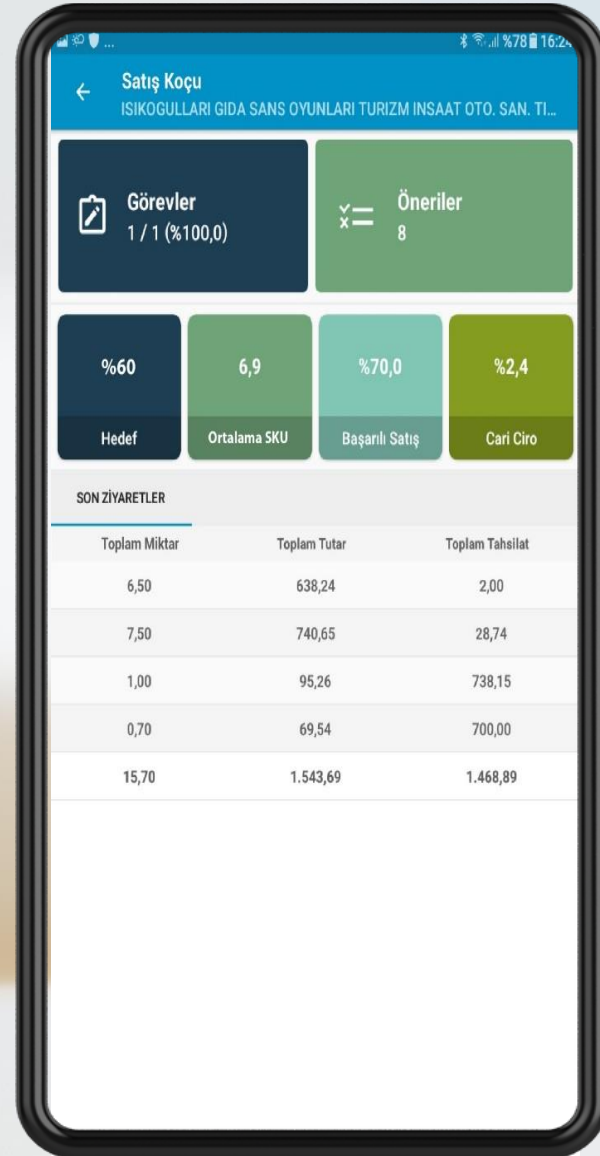 ... %78 16:24
Satış Koçu
ISIKOGULLARI GIDA SANS OYUNLARI TURIZM INSAAT OTO. SAN. TI...
Görevler
1 / 1 (%100,0)
Öneriler
8
%60
Hedef
6,9
Ortalama SKU
%70,0
Başarılı Satış
%2,4
Cari Ciro
SON ZİYARETLER
Toplam Miktar Toplam Tutar Toplam Tahsilat
6,50 638,24 2,00
7,50 740,65 28,74
1,00 95,26 738,15
0,70 69,54 700,00
15,70 1.543,69 1.468,89